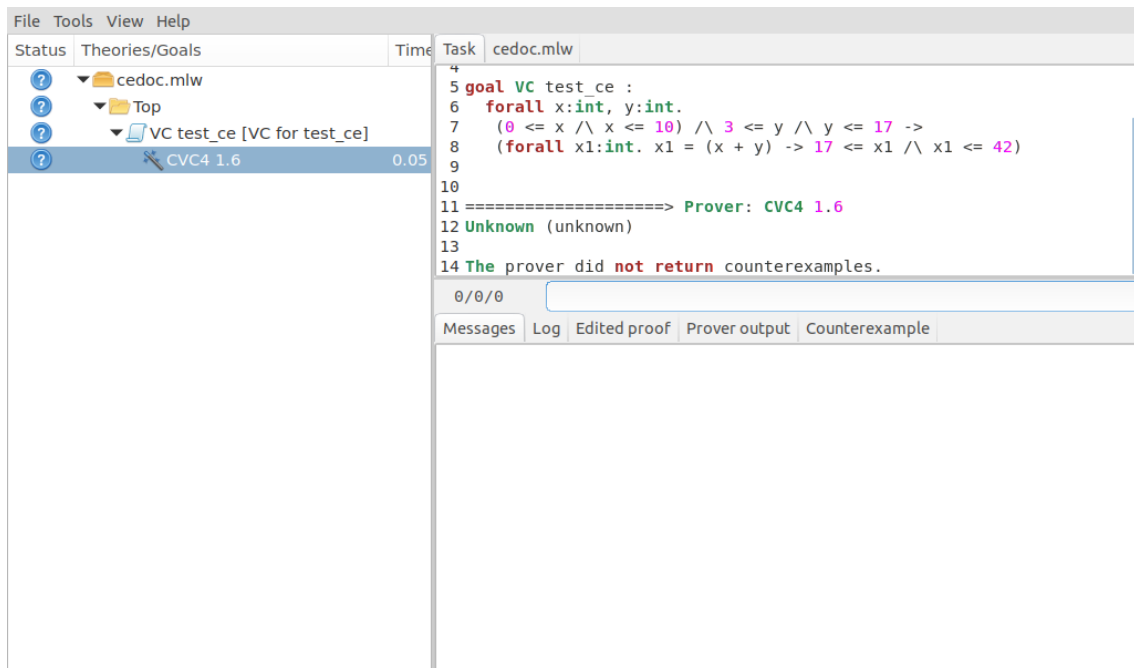 File Tools View Help
Status Theories/Goals Time
cedoc.mlw
Top
VC test_ce [VC for test_ce]
CVC4 1.6 0.05
Task cedoc.mlw
4
5 goal VC test_ce :
6 forall x:int, y:int.
7 (0 <= x /\ x <= 10) /\ 3 <= y /\ y <= 17 ->
8 (forall x1:int. x1 = (x + y) -> 17 <= x1 /\ x1 <= 42)
9
10
11 ====================> Prover: CVC4 1.6
12 Unknown (unknown)
13
14 The prover did not return counterexamples.
0/0/0
Messages Log Edited proof Prover output Counterexample